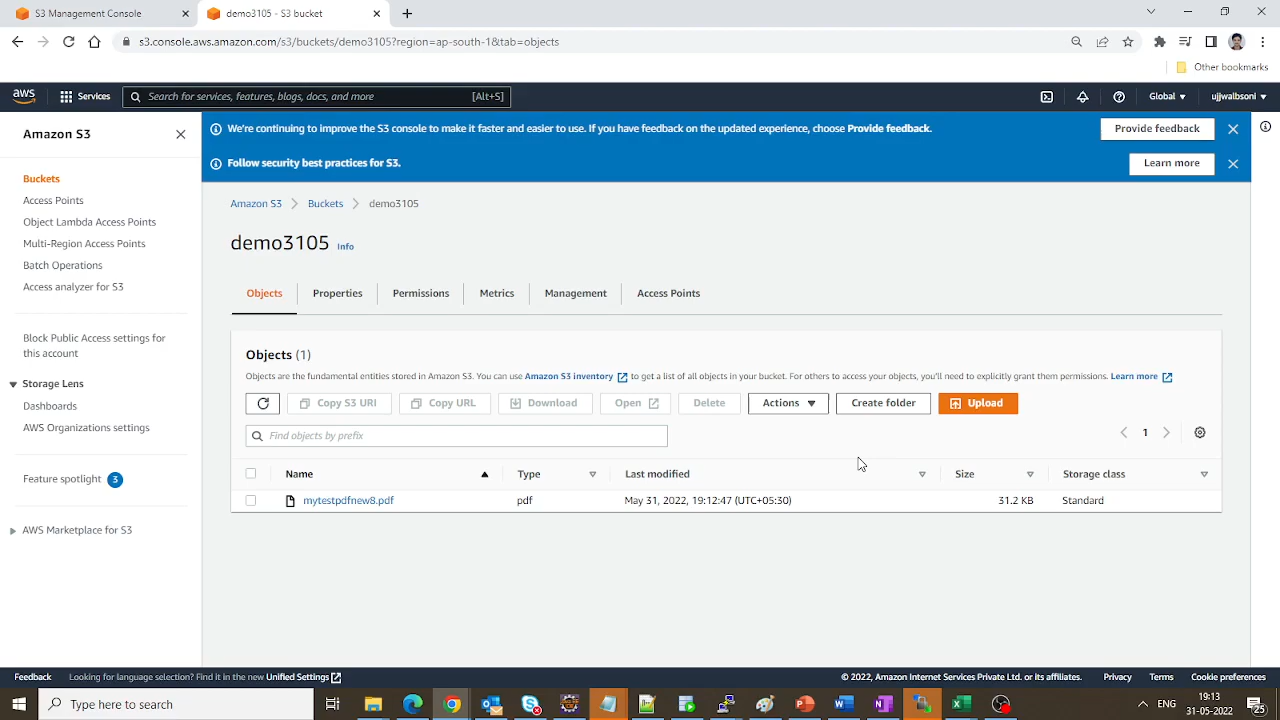 S3 Management Console
demo3105 - S3 bucket
s3.console.aws.amazon.com/s3/buckets/demo3105?region=ap-south-1&tab=objects
Other bookmarks
aws
Services
Search for services, features, blogs, docs, and more
[Alt+S]
Global
ujjwalbsoni
Amazon S3
Buckets
Access Points
Object Lambda Access Points
Multi-Region Access Points
Batch Operations
Access analyzer for S3
Block Public Access settings for
this account
Storage Lens
Dashboards
AWS Organizations settings
Feature spotlight 3
AWS Marketplace for S3
We're continuing to improve the S3 console to make it faster and easier to use. If you have feedback on the updated experience, choose Provide feedback.
Provide feedback
Follow security best practices for S3.
Learn more
Amazon S3 > Buckets > demo3105
demo3105 Info
Objects
Properties
Permissions
Metrics
Management
Access Points
Objects (1)
Objects are the fundamental entities stored in Amazon S3. You can use Amazon S3 inventory to get a list of all objects in your bucket. For others to access your objects, you'll need to explicitly grant them permissions. Learn more
Copy S3 URI
Copy URL
Download
Open
Delete
Actions
Create folder
Upload
Find objects by prefix
1
Name
Type
Last modified
Size
Storage class
mytestpdfnew8.pdf
pdf
May 31, 2022, 19:12:47 (UTC+05:30)
31.2 KB
Standard
Feedback
Looking for language selection? Find it in the new Unified Settings
© 2022, Amazon Internet Services Private Ltd. or its affiliates.
Privacy
Terms
Cookie preferences
Type here to search
ENG
19:13
31-05-2022